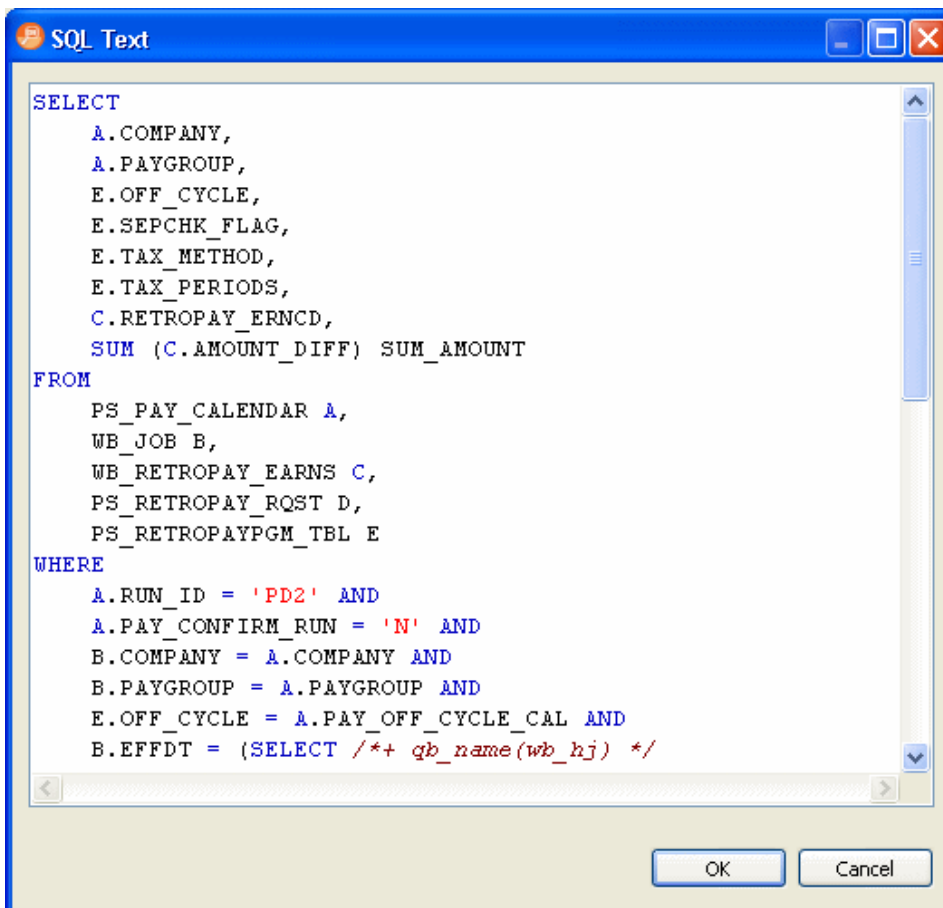 SQL Text
SELECT
A.COMPANY,
A.PAYGROUP,
E.OFF_CYCLE,
E.SEPCHK_FLAG,
E.TAX_METHOD,
E.TAX_PERIODS,
C.RETROPAY_ERNCD,
SUM (C.AMOUNT_DIFF) SUM_AMOUNT
FROM
PS_PAY_CALENDAR A,
WB_JOB B,
WB_RETROPAY_EARNS C,
PS_RETROPAY_RQST D,
PS_RETROPAYPGM_TBL E
WHERE
A.RUN_ID = 'PD2' AND
A.PAY_CONFIRM_RUN = 'N' AND
B.COMPANY = A.COMPANY AND
B.PAYGROUP = A.PAYGROUP AND
E.OFF_CYCLE = A.PAY_OFF_CYCLE_CAL AND
B.EFFDT = (SELECT /*+ qb_name(wb_hj) */
OK Cancel